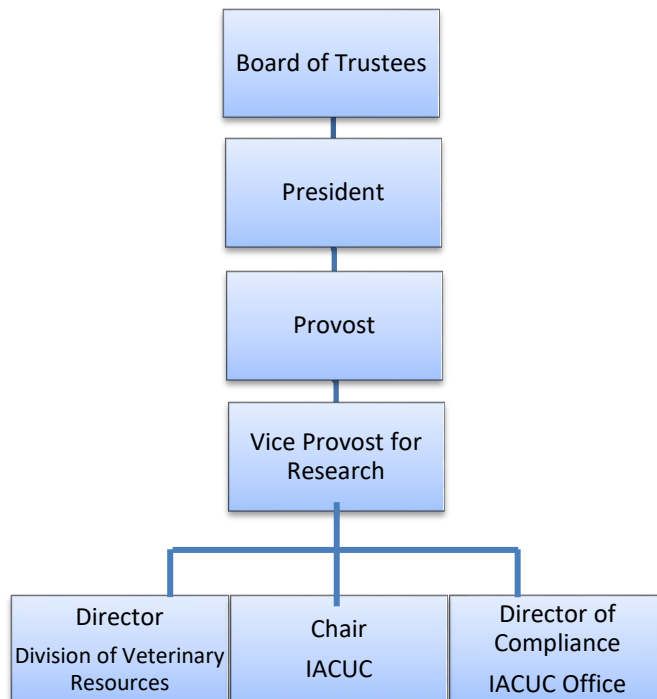 Board of Trustees
President
Provost
Vice Provost for
Research
Director
Division of Veterinary
Resources
Chair
IACUC
Director of
Compliance
IACUC Office